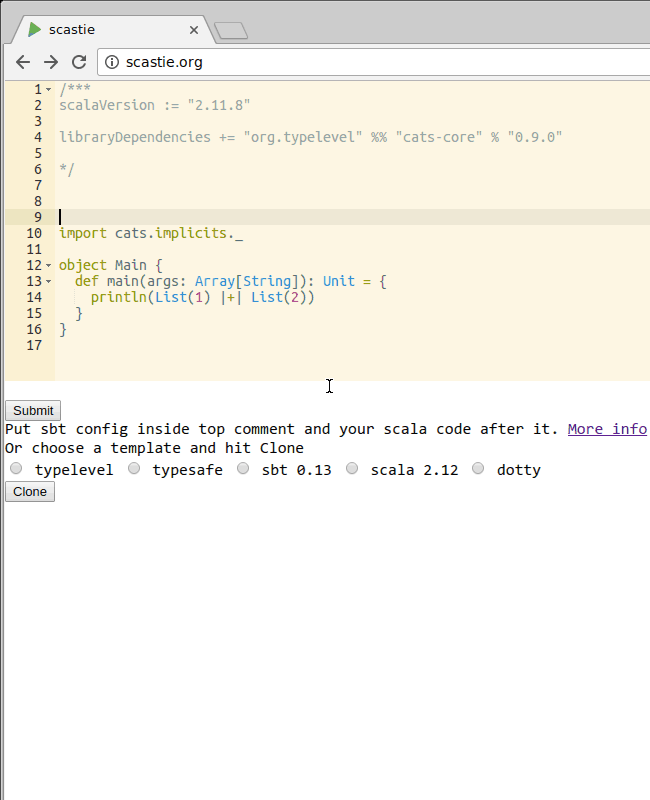 scastie
scastie.org
1 /***
2 scalaVersion := "2.11.8"
3
4 libraryDependencies += "org.typelevel" %% "cats-core" % "0.9.0"
5
6 */
7
8
9
10 import cats.implicits._
11
12 object Main {
13   def main(args: Array[String]): Unit = {
14     println(List(1) |+| List(2))
15   }
16 }
17
Submit
Put sbt config inside top comment and your scala code after it. More info
Or choose a template and hit Clone
typelevel typesafe sbt 0.13 scala 2.12 dotty
Clone